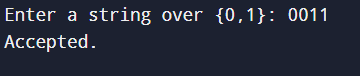 Enter a string over {0,1}: 0011
Accepted.